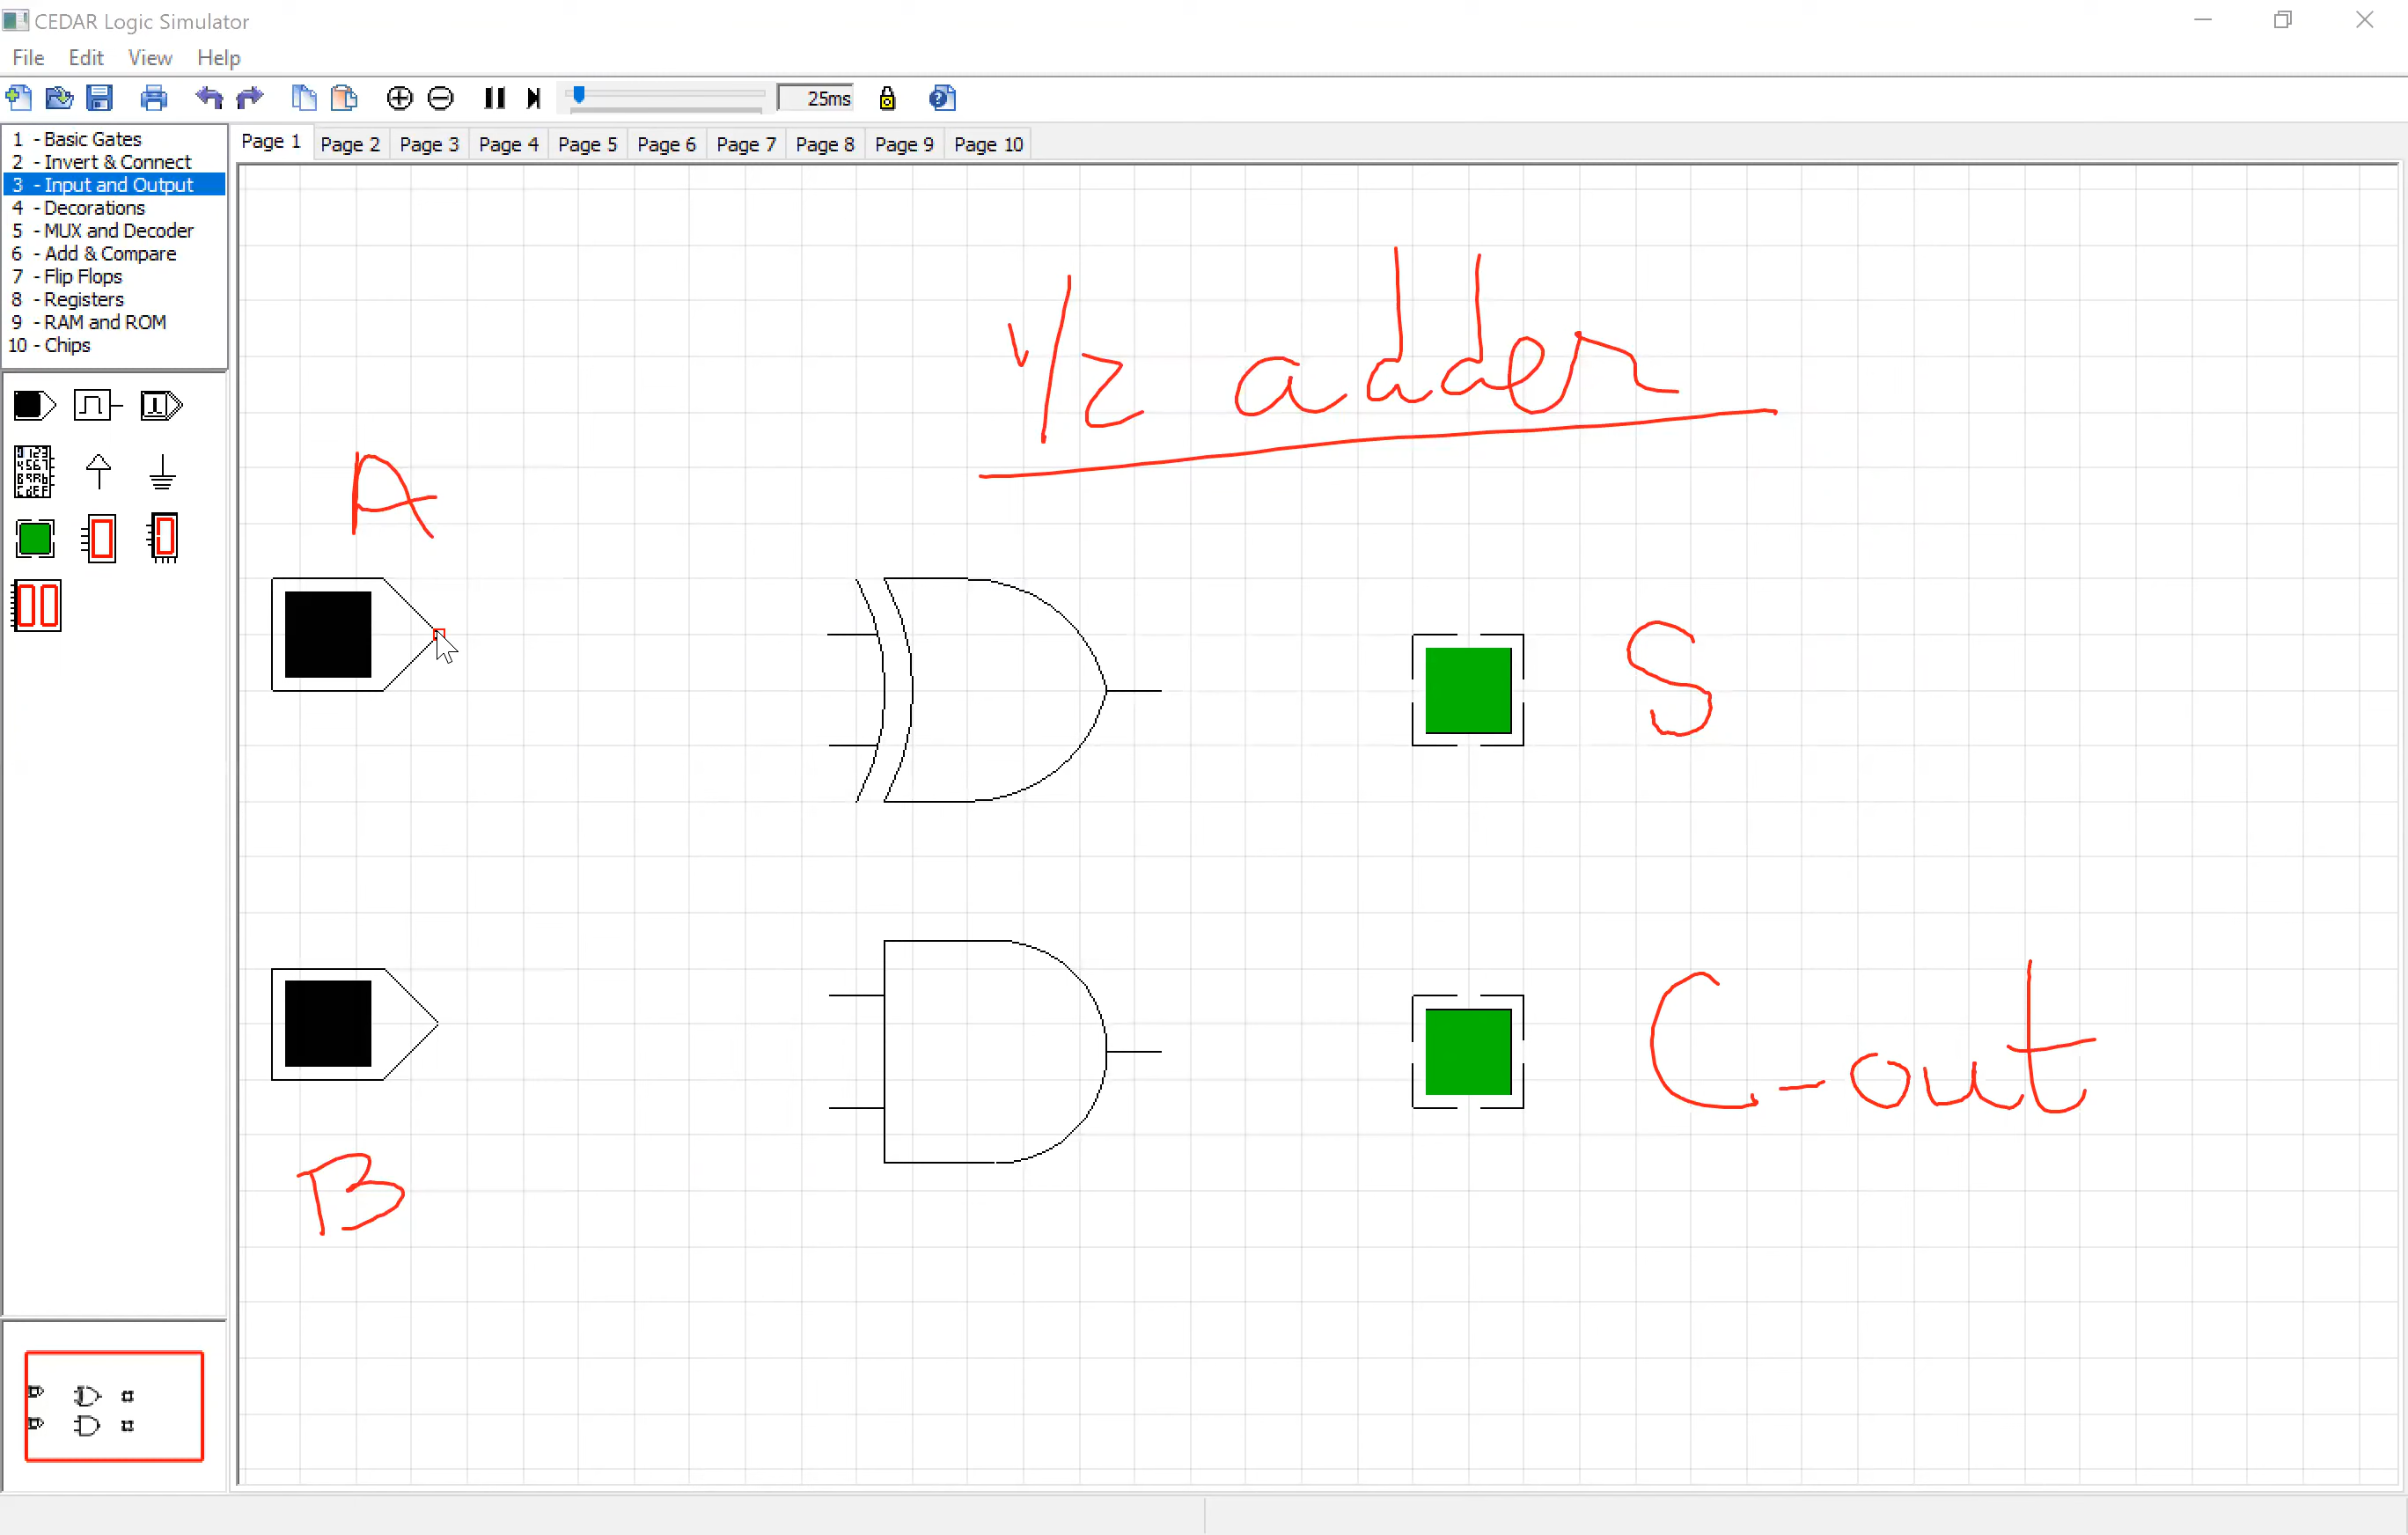 CEDAR Logic Simulator
File Edit View Help
25ms
1 - Basic Gates
2 - Invert & Connect
3 - Input and Output
4 - Decorations
5 - MUX and Decoder
6 - Add & Compare
7 - Flip Flops
8 - Registers
9 - RAM and ROM
10 - Chips
Page 1 Page 2 Page 3 Page 4 Page 5 Page 6 Page 7 Page 8 Page 9 Page 10
1/2 adder
A
S
C-out
B